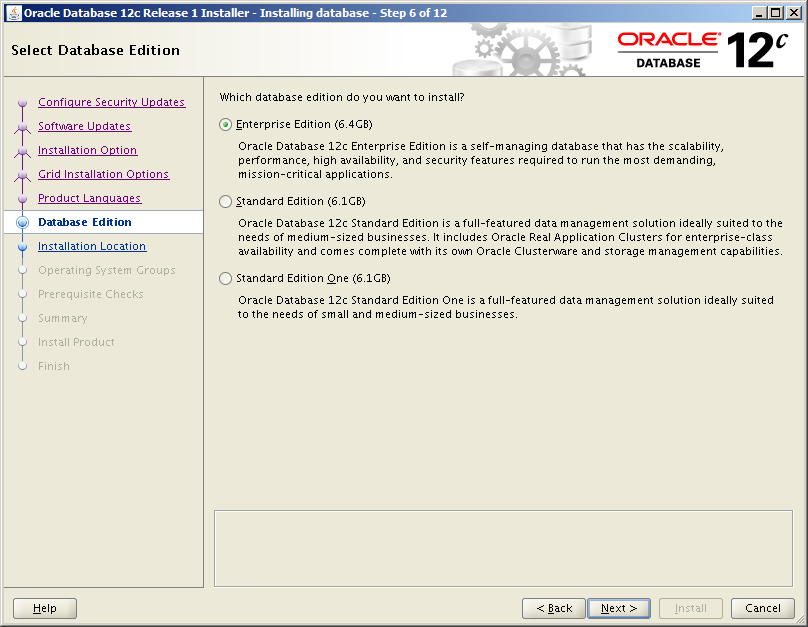 Oracle Database 12c Release 1 Installer - Installing database - Step 6 of 12
Select Database Edition
ORACLE®
DATABASE
12c
Configure Security Updates
Software Updates
Installation Option
Grid Installation Options
Product Languages
Database Edition
Installation Location
Operating System Groups
Prerequisite Checks
Summary
Install Product
Finish
Which database edition do you want to install?
Enterprise Edition (6.4GB)
Oracle Database 12c Enterprise Edition is a self-managing database that has the scalability,
performance, high availability, and security features required to run the most demanding,
mission-critical applications.
Standard Edition (6.1GB)
Oracle Database 12c Standard Edition is a full-featured data management solution ideally suited to the
needs of medium-sized businesses. It includes Oracle Real Application Clusters for enterprise-class
availability and comes complete with its own Oracle Clusterware and storage management capabilities.
Standard Edition One (6.1GB)
Oracle Database 12c Standard Edition One is a full-featured data management solution ideally suited
to the needs of small and medium-sized businesses.
Help
< Back
Next >
Install
Cancel